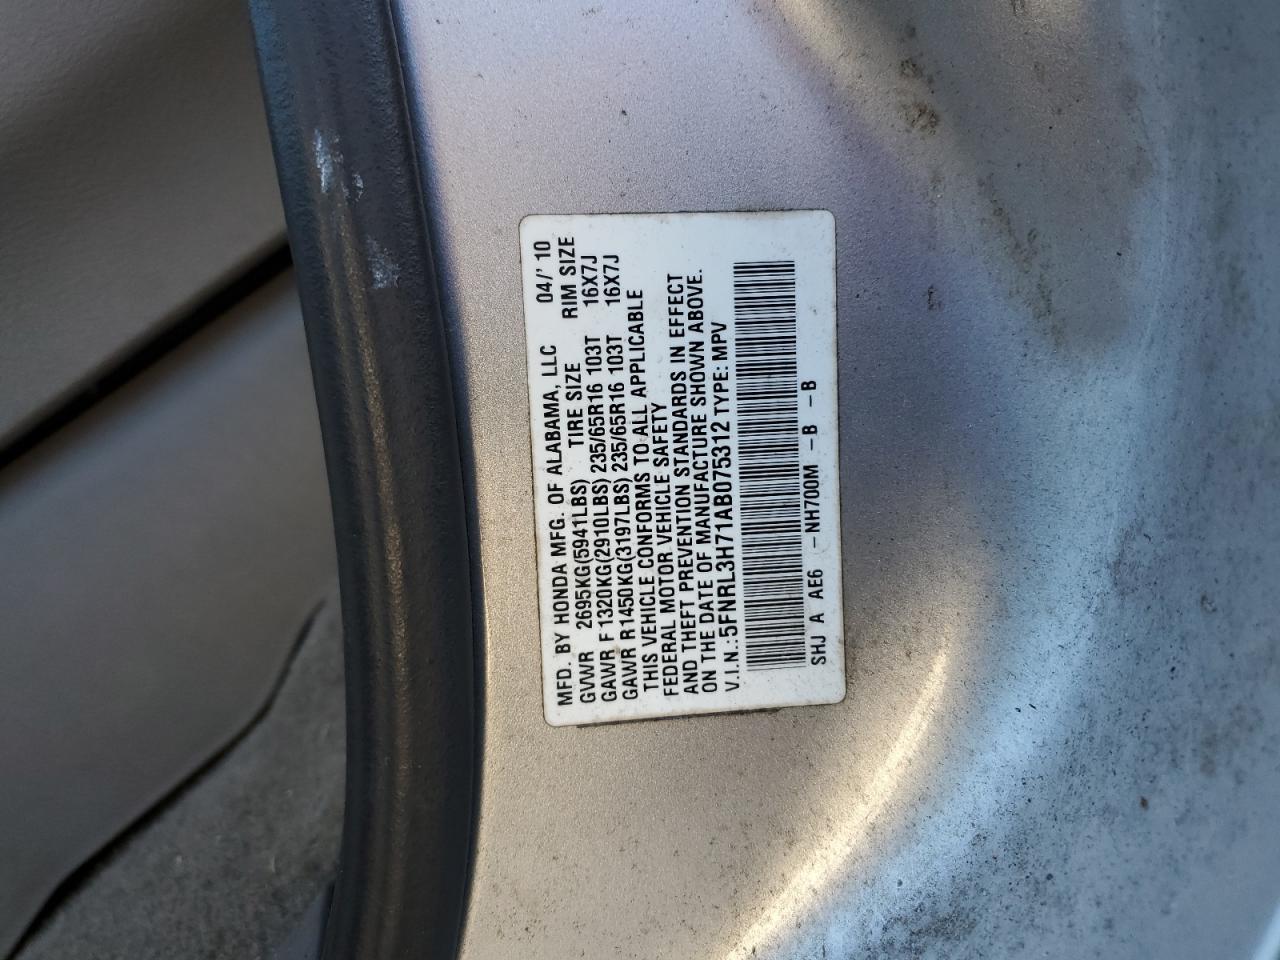 MFD. BY HONDA MFG. OF ALABAMA, LLC 04/' 10
GVWR 2695KG(5941LBS) TIRE SIZE RIM SIZE
GAWR F 1320KG(2910LBS) 235/65R16 103T 16X7J
GAWR R1450KG(3197LBS) 235/65R16 103T 16X7J
THIS VEHICLE CONFORMS TO ALL APPLICABLE
FEDERAL MOTOR VEHICLE SAFETY
AND THEFT PREVENTION STANDARDS IN EFFECT
ON THE DATE OF MANUFACTURE SHOWN ABOVE.
V.I.N.:5FNRL3H71AB075312 TYPE: MPV
SHJ A AE6 -NH700M -B -B